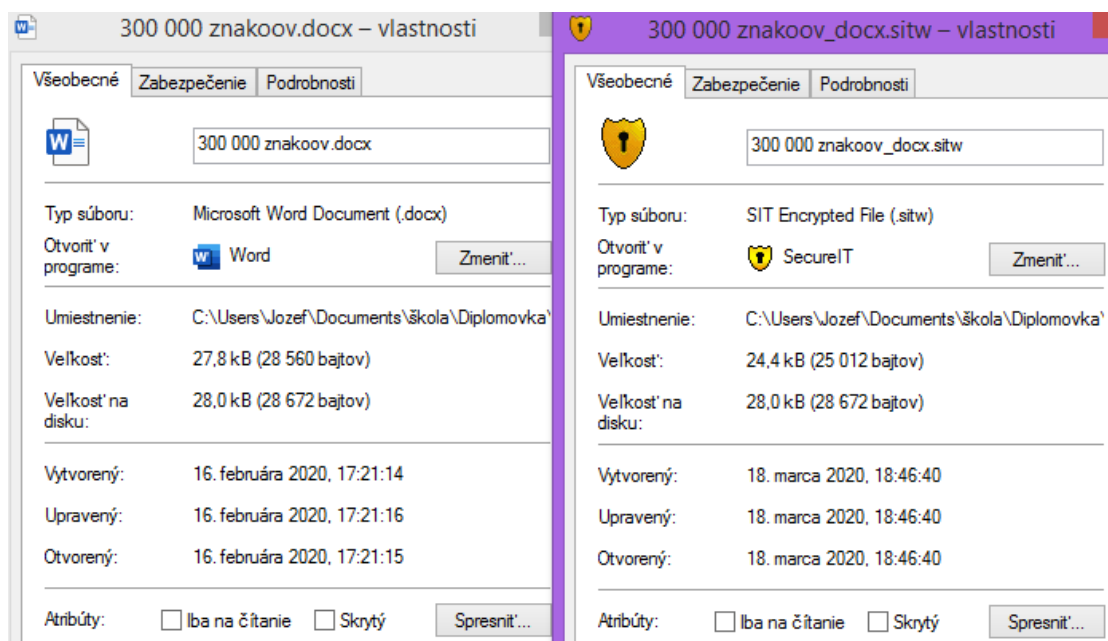 300 000 znakoov.docx – vlastnosti
Všeobecné Zabezpečenie Podrobnosti
300 000 znakoov.docx
Typ súboru: Microsoft Word Document (.docx)
Otvoriť v programe: Word Zmeniť...
Umiestnenie: C:\Users\Jozef\Documents\škola\Diplomovka\
Veľkosť: 27,8 kB (28 560 bajtov)
Veľkosť na disku: 28,0 kB (28 672 bajtov)
Vytvorený: 16. februára 2020, 17:21:14
Upravený: 16. februára 2020, 17:21:16
Otvorený: 16. februára 2020, 17:21:15
Atribúty: Iba na čítanie Skrytý Spresniť...
300 000 znakoov_docx.sitw – vlastnosti
Všeobecné Zabezpečenie Podrobnosti
300 000 znakoov_docx.sitw
Typ súboru: SIT Encrypted File (.sitw)
Otvoriť v programe: SecureIT Zmeniť...
Umiestnenie: C:\Users\Jozef\Documents\škola\Diplomovka\
Veľkosť: 24,4 kB (25 012 bajtov)
Veľkosť na disku: 28,0 kB (28 672 bajtov)
Vytvorený: 18. marca 2020, 18:46:40
Upravený: 18. marca 2020, 18:46:40
Otvorený: 18. marca 2020, 18:46:40
Atribúty: Iba na čítanie Skrytý Spresniť...